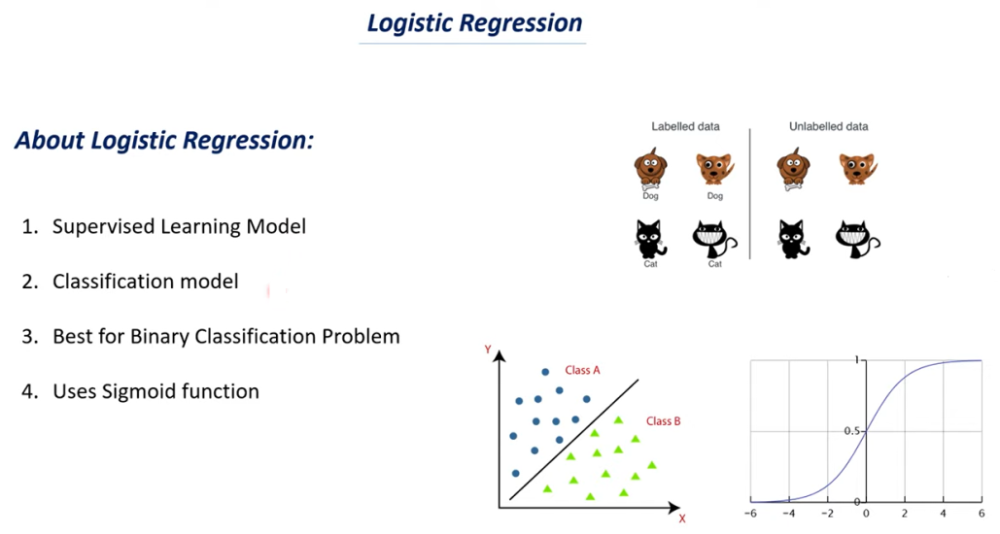 Logistic Regression
About Logistic Regression:
1. Supervised Learning Model
2. Classification model
3. Best for Binary Classification Problem
4. Uses Sigmoid function
Labelled data
Unlabelled data
Dog
Dog
Cat
Cat
Y
Class A
Class B
X
1
0.5
0
-6
-4
-2
0
2
4
6